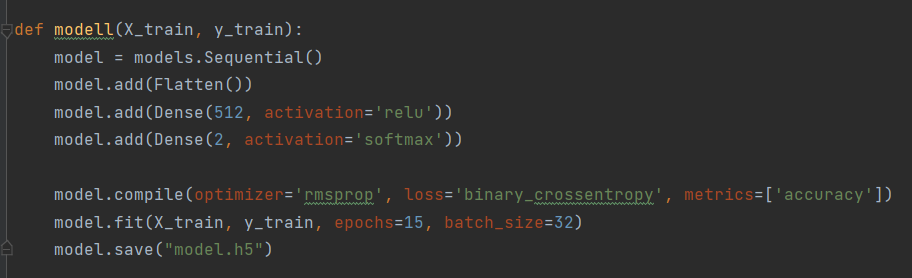 def modell(X_train, y_train):
    model = models.Sequential()
    model.add(Flatten())
    model.add(Dense(512, activation='relu'))
    model.add(Dense(2, activation='softmax'))

    model.compile(optimizer='rmsprop', loss='binary_crossentropy', metrics=['accuracy'])
    model.fit(X_train, y_train, epochs=15, batch_size=32)
    model.save("model.h5")